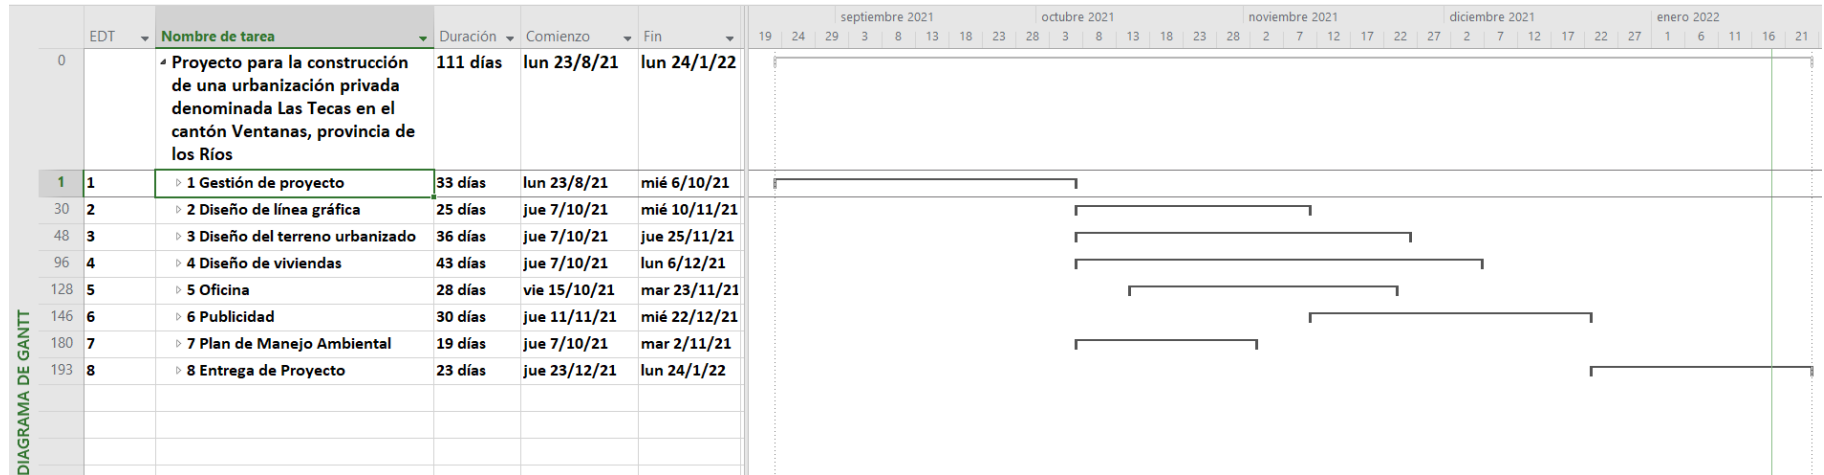 septiembre 2021 octubre 2021 noviembre 2021 diciembre 2021 enero 2022
EDT Nombre de tarea Duración Comienzo Fin 19 24 29 3 8 13 18 23 28 3 8 13 18 23 28 2 7 12 17 22 27 2 7 12 17 22 27 1 6 11 16 21
0 Proyecto para la construcción 111 días lun 23/8/21 lun 24/1/22
de una urbanización privada
denominada Las Tecas en el
cantón Ventanas, provincia de
los Ríos
1 1 1 Gestión de proyecto 33 días lun 23/8/21 mié 6/10/21
30 2 2 Diseño de línea gráfica 25 días jue 7/10/21 mié 10/11/21
48 3 3 Diseño del terreno urbanizado 36 días jue 7/10/21 jue 25/11/21
96 4 4 Diseño de viviendas 43 días jue 7/10/21 lun 6/12/21
128 5 5 Oficina 28 días vie 15/10/21 mar 23/11/21
146 6 6 Publicidad 30 días jue 11/11/21 mié 22/12/21
180 7 7 Plan de Manejo Ambiental 19 días jue 7/10/21 mar 2/11/21
193 8 8 Entrega de Proyecto 23 días jue 23/12/21 lun 24/1/22
DIAGRAMA DE GANTT